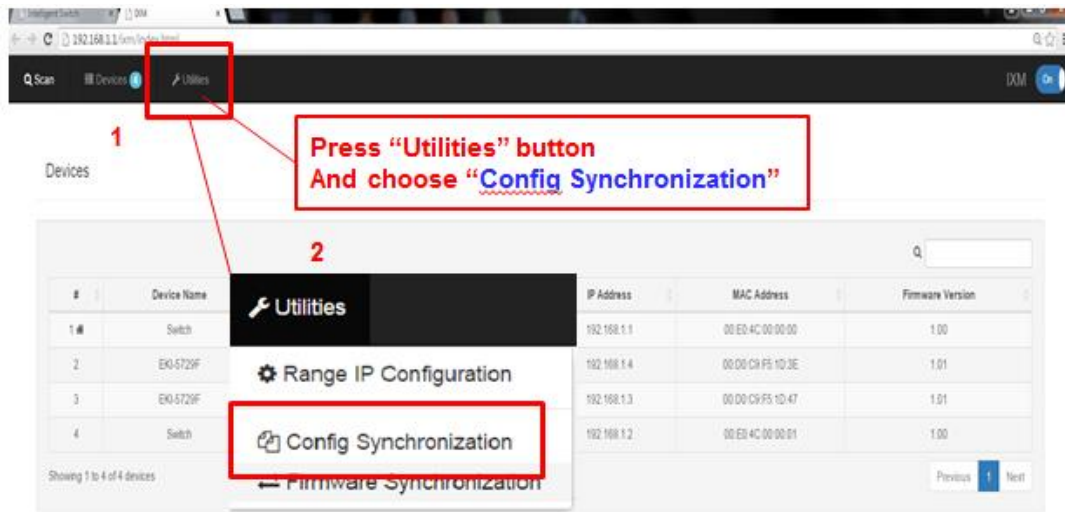 Intelligent Switch
IXM
192.168.1.1/ixm/index.html
Scan
Devices 4
Utilities
IXM
On
1
Press “Utilities” button
And choose “Config Synchronization”
Devices
2
# Device Name IP Address MAC Address Firmware Version
1 Switch 192.168.1.1 00:E0:4C:00:00:00 1.00
2 EKI-5729F 192.168.1.4 00:D0:C9:F5:1D:3E 1.01
3 EKI-5729F 192.168.1.3 00:D0:C9:F5:1D:47 1.01
4 Switch 192.168.1.2 00:E0:4C:00:00:01 1.00
Utilities
Range IP Configuration
Config Synchronization
Firmware Synchronization
Showing 1 to 4 of 4 devices
Previous 1 Next